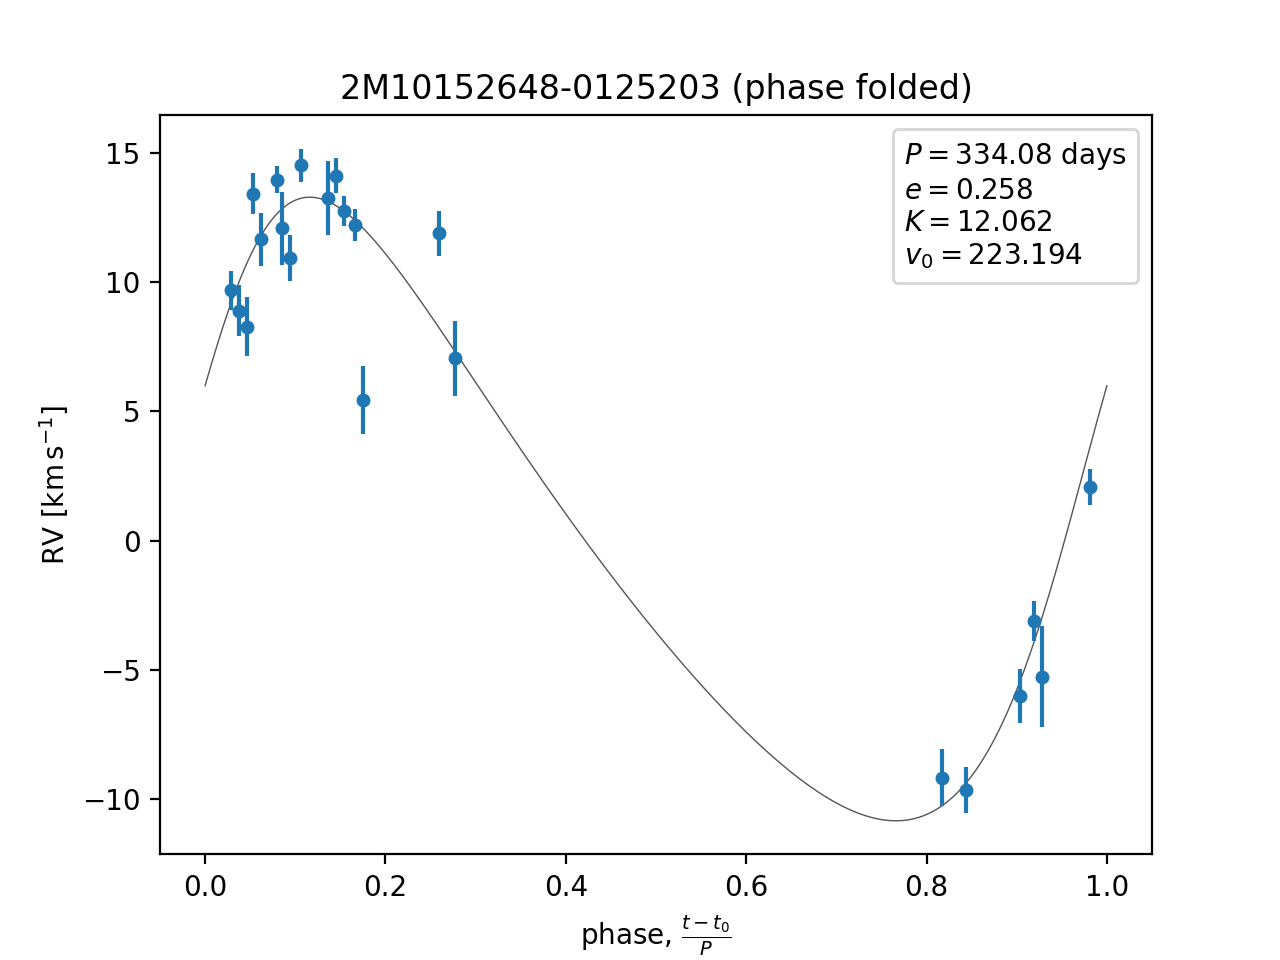 2M10152648-0125203 (phase folded)
P = 334.08 days
e = 0.258
K = 12.062
v₀ = 223.194
RV [km s⁻¹]
15
10
5
0
−5
−10
0.0 0.2 0.4 0.6 0.8 1.0
phase, (t − t₀)/P